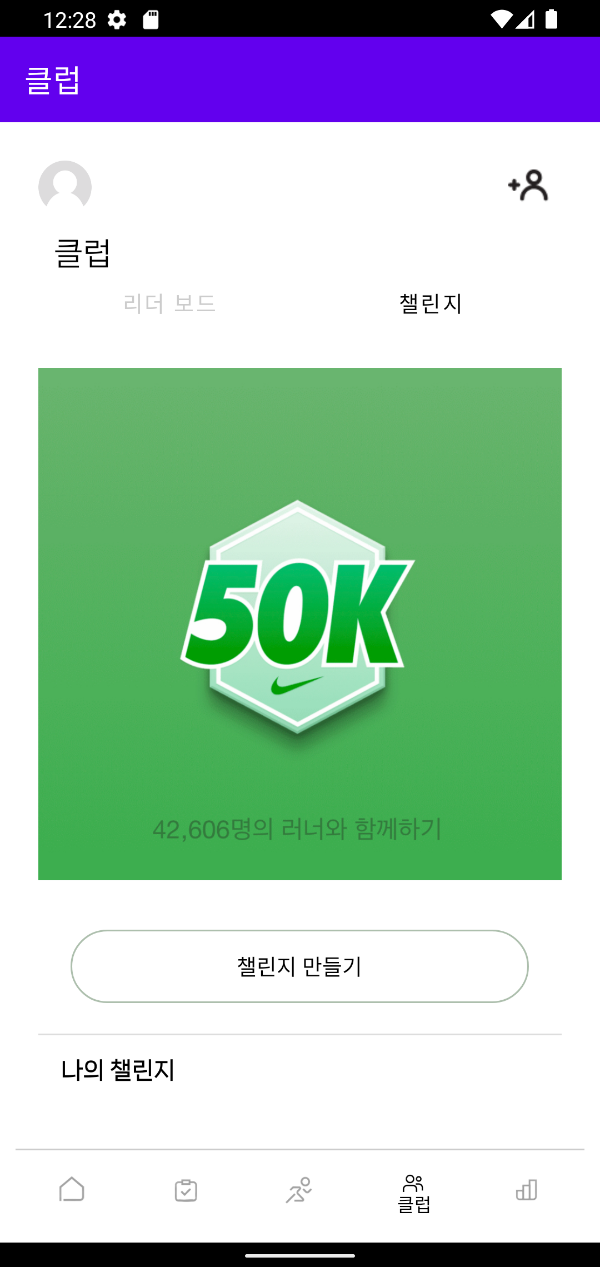 12:28
클럽
클럽
리더 보드
챌린지
50K
42,606명의 러너와 함께하기
챌린지 만들기
나의 챌린지
클럽